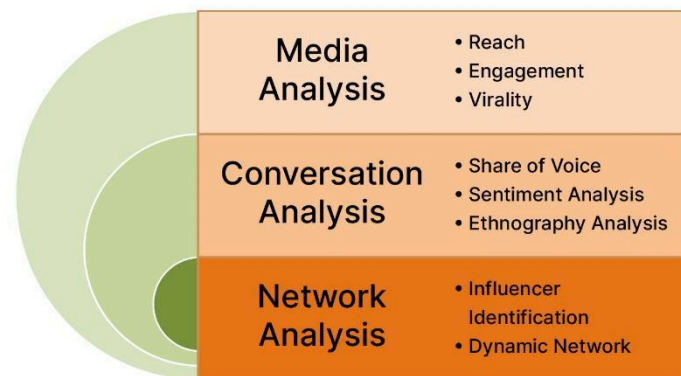 Media
Analysis
• Reach
• Engagement
• Virality
Conversation
Analysis
• Share of Voice
• Sentiment Analysis
• Ethnography Analysis
Network
Analysis
• Influencer
Identification
• Dynamic Network